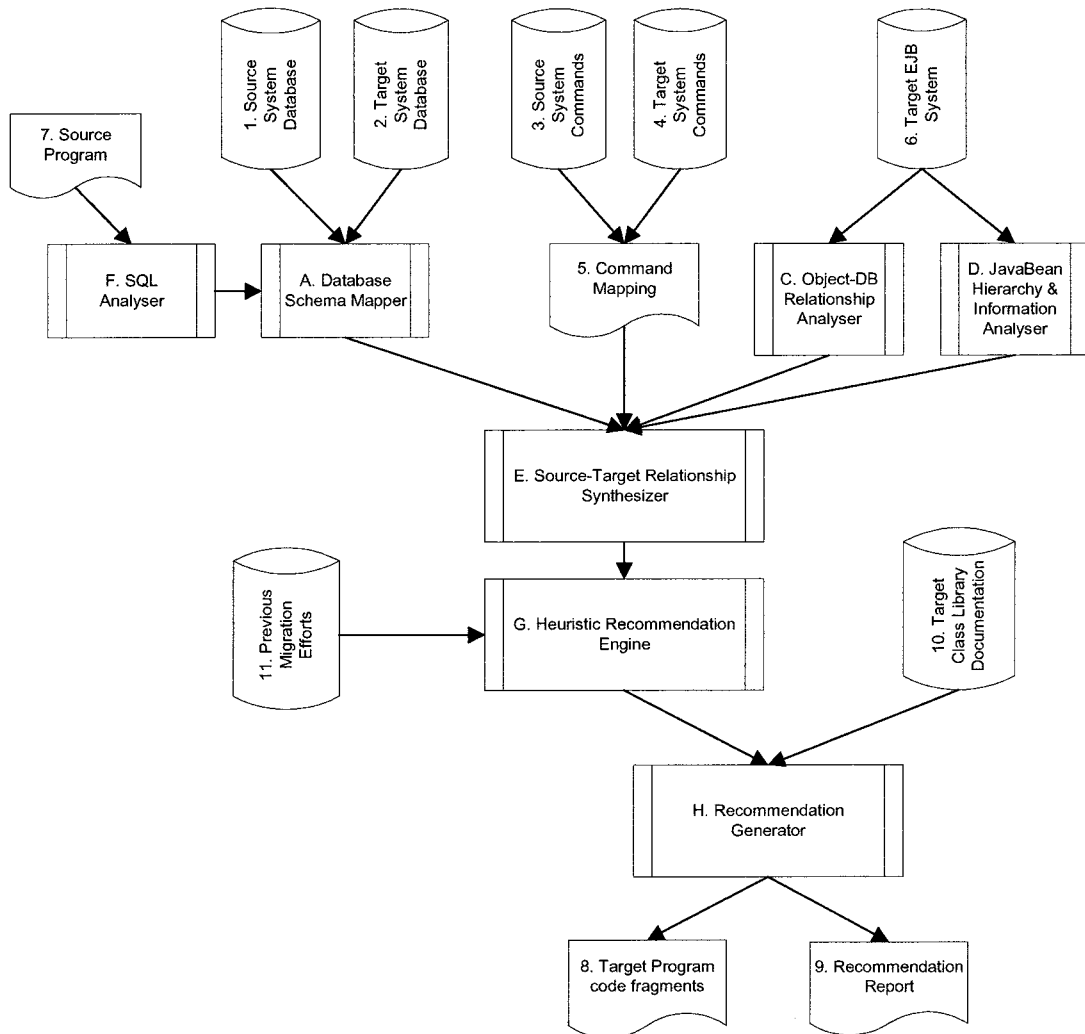 1. Source
System
Database
2. Target
System
Database
3. Source
System
Commands
4. Target
System
Commands
6. Target EJB
System
7. Source
Program
F. SQL
Analyser
A. Database
Schema Mapper
5. Command
Mapping
C. Object-DB
Relationship
Analyser
D. JavaBean
Hierarchy &
Information
Analyser
E. Source-Target Relationship
Synthesizer
11. Previous
Migration
Efforts
G. Heuristic Recommendation
Engine
10. Target
Class Library
Documentation
H. Recommendation
Generator
8. Target Program
code fragments
9. Recommendation
Report